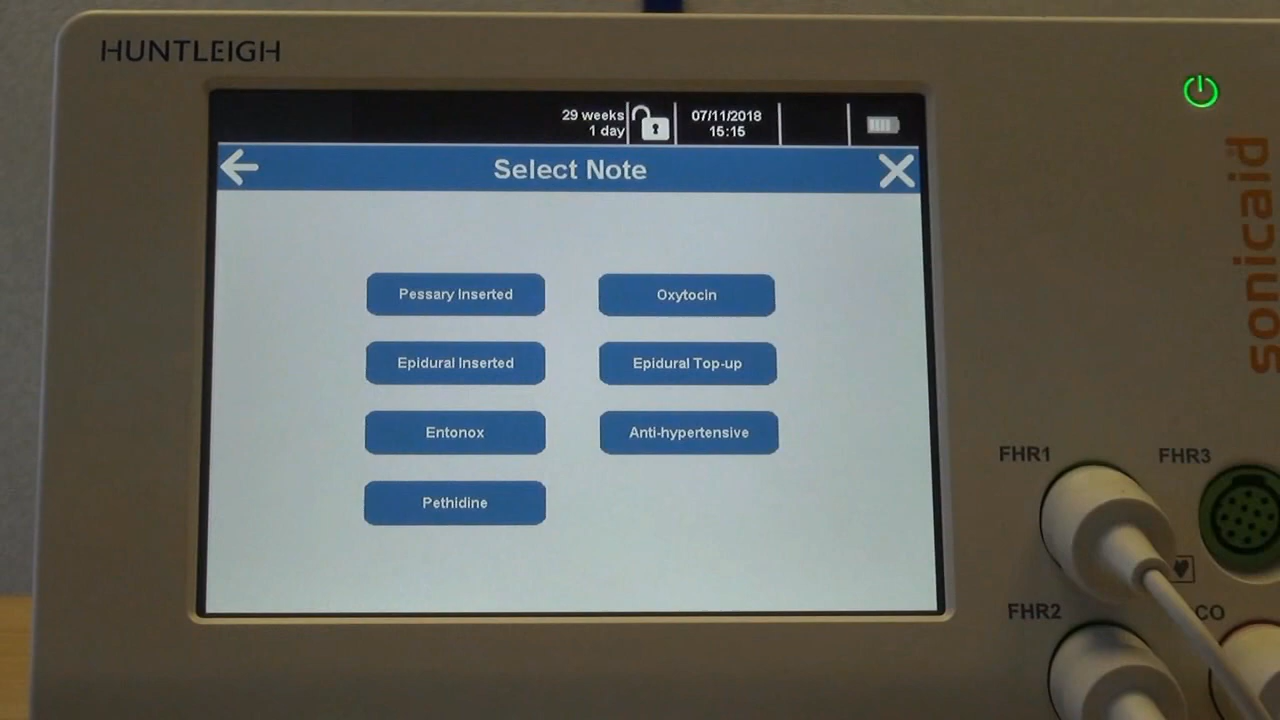 HUNTLEIGH
29 weeks
1 day
07/11/2018
15:15
Select Note
Pessary Inserted
Oxytocin
Epidural Inserted
Epidural Top-up
Entonox
Anti-hypertensive
Pethidine
sonicaid
FHR1
FHR3
FHR2
CO